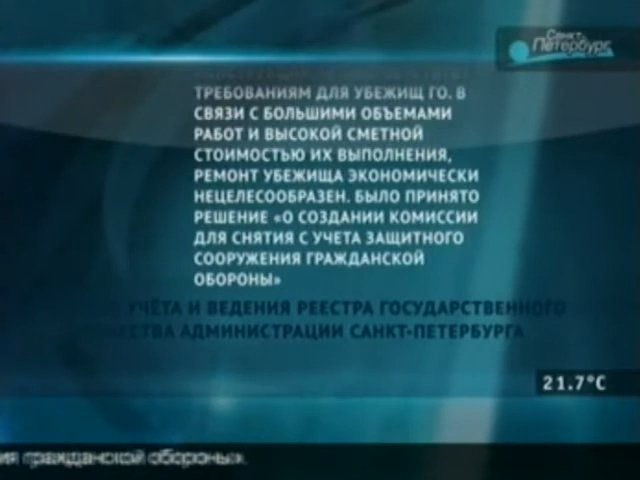 Санкт-
Петербург
ТРЕБОВАНИЯМ ДЛЯ УБЕЖИЩ ГО. В
СВЯЗИ С БОЛЬШИМИ ОБЪЕМАМИ
РАБОТ И ВЫСОКОЙ СМЕТНОЙ
СТОИМОСТЬЮ ИХ ВЫПОЛНЕНИЯ,
РЕМОНТ УБЕЖИЩА ЭКОНОМИЧЕСКИ
НЕЦЕЛЕСООБРАЗЕН. БЫЛО ПРИНЯТО
РЕШЕНИЕ «О СОЗДАНИИ КОМИССИИ
ДЛЯ СНЯТИЯ С УЧЕТА ЗАЩИТНОГО
СООРУЖЕНИЯ ГРАЖДАНСКОЙ
ОБОРОНЫ»
УЧЁТА И ВЕДЕНИЯ РЕЕСТРА ГОСУДАРСТВЕННОГО
АДМИНИСТРАЦИИ САНКТ-ПЕТЕРБУРГА
21.7°C
ия гражданской обороны».